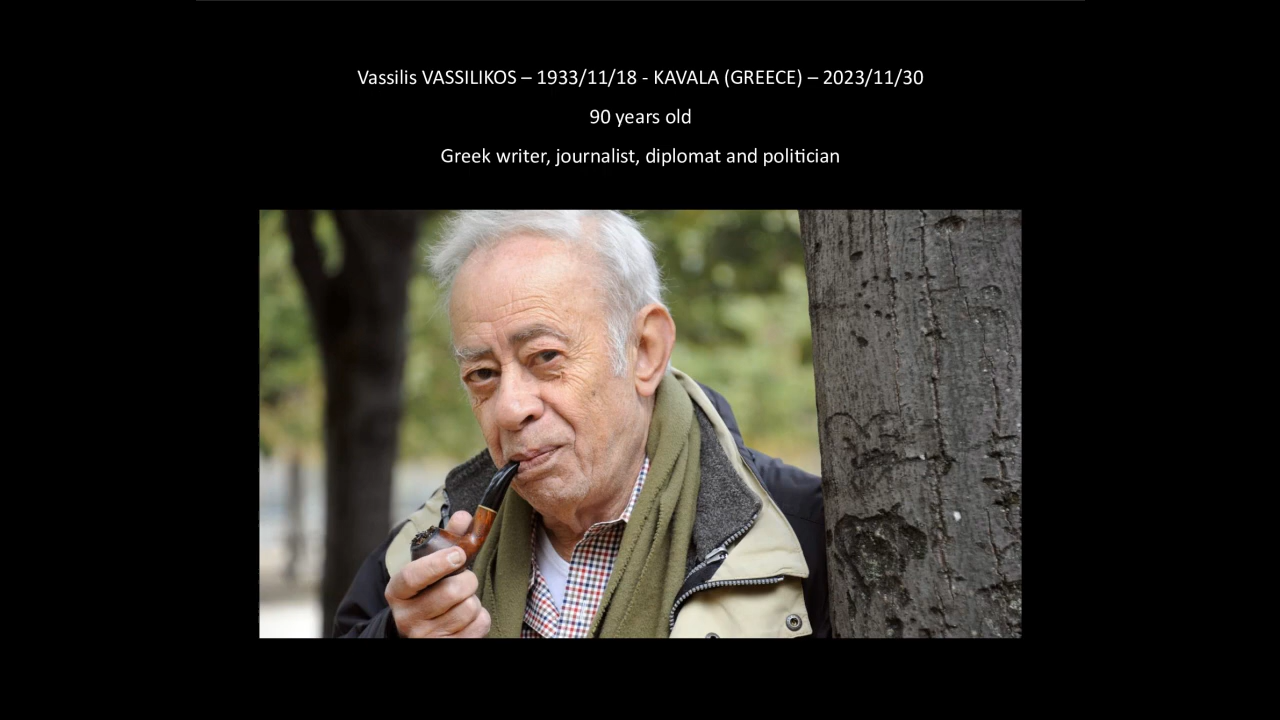 Vassilis VASSILIKOS – 1933/11/18 - KAVALA (GREECE) – 2023/11/30
90 years old
Greek writer, journalist, diplomat and politician